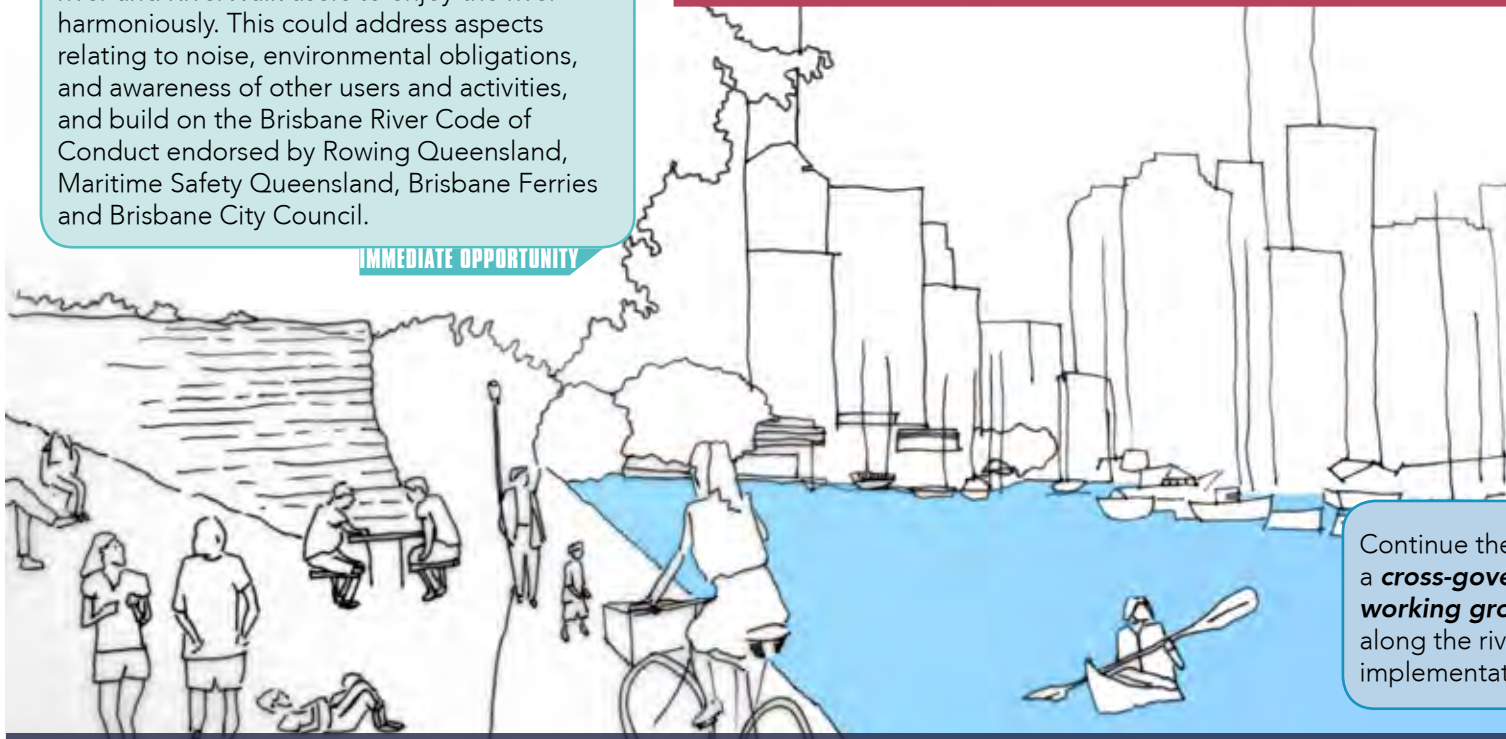 harmoniously. This could address aspects
relating to noise, environmental obligations,
and awareness of other users and activities,
and build on the Brisbane River Code of
Conduct endorsed by Rowing Queensland,
Maritime Safety Queensland, Brisbane Ferries
and Brisbane City Council.
IMMEDIATE OPPORTUNITY
Continue the
a cross-gove
working gro
along the riv
implementat